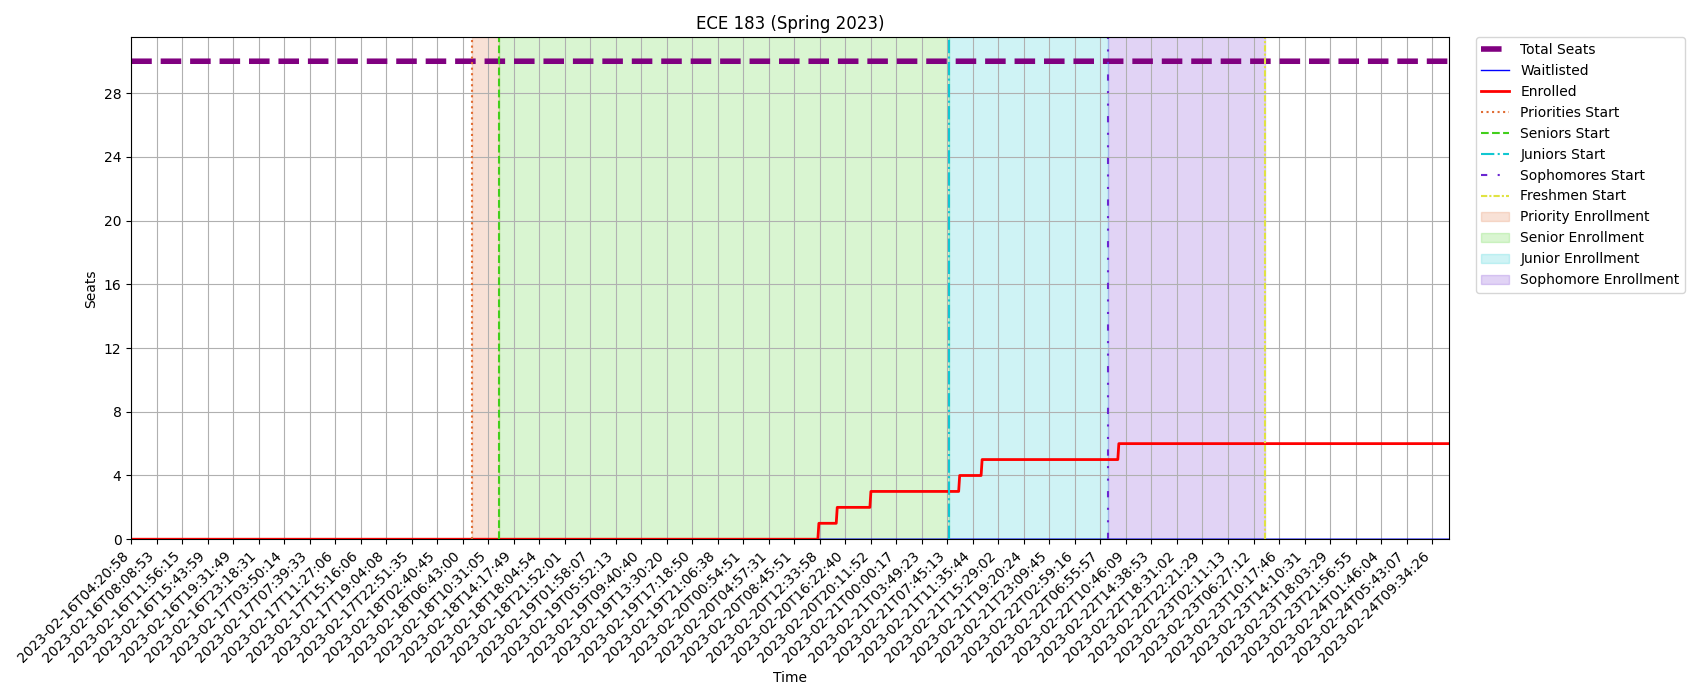 ECE 183 (Spring 2023)
Seats
28
24
20
16
12
8
4
0
2023-02-16T04:20:58
2023-02-16T08:08:53
2023-02-16T11:56:15
2023-02-16T15:43:59
2023-02-16T19:31:49
2023-02-16T23:18:31
2023-02-17T03:50:14
2023-02-17T07:39:33
2023-02-17T11:27:06
2023-02-17T15:16:06
2023-02-17T19:04:08
2023-02-17T22:51:35
2023-02-18T02:40:45
2023-02-18T06:43:00
2023-02-18T10:31:05
2023-02-18T14:17:49
2023-02-18T18:04:54
2023-02-18T21:52:01
2023-02-19T01:58:07
2023-02-19T05:52:13
2023-02-19T09:40:40
2023-02-19T13:30:20
2023-02-19T17:18:50
2023-02-19T21:06:38
2023-02-20T00:54:51
2023-02-20T04:57:31
2023-02-20T08:45:51
2023-02-20T12:33:58
2023-02-20T16:22:40
2023-02-20T20:11:52
2023-02-21T00:00:17
2023-02-21T03:49:23
2023-02-21T07:45:13
2023-02-21T11:35:44
2023-02-21T15:29:02
2023-02-21T19:20:24
2023-02-21T23:09:45
2023-02-22T02:59:16
2023-02-22T06:55:57
2023-02-22T10:46:09
2023-02-22T14:38:53
2023-02-22T18:31:02
2023-02-22T22:21:29
2023-02-23T02:11:13
2023-02-23T06:27:12
2023-02-23T10:17:46
2023-02-23T14:10:31
2023-02-23T18:03:29
2023-02-23T21:56:55
2023-02-24T01:46:04
2023-02-24T05:43:07
2023-02-24T09:34:26
Time
Total Seats
Waitlisted
Enrolled
Priorities Start
Seniors Start
Juniors Start
Sophomores Start
Freshmen Start
Priority Enrollment
Senior Enrollment
Junior Enrollment
Sophomore Enrollment